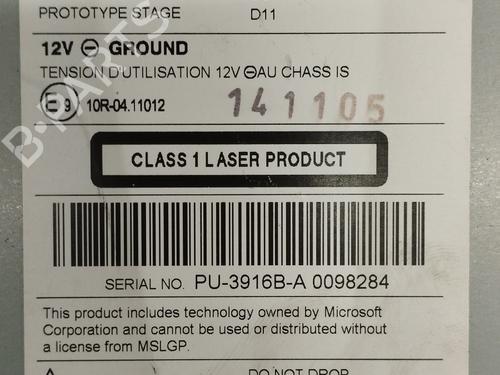 PROTOTYPE STAGE D11
12V ⊖ GROUND
TENSION D'UTILISATION 12V ⊖AU CHASS IS
E9 10R-04.11012 141105
CLASS 1 LASER PRODUCT
SERIAL NO. PU-3916B-A 0098284
This product includes technology owned by Microsoft
Corporation and cannot be used or distributed without
a license from MSLGP.
DO NOT DROP
B-PARTS